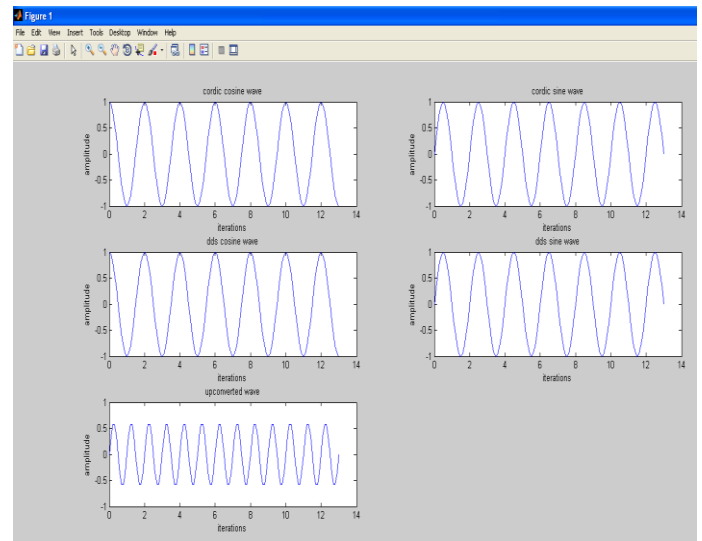 Figure 1
File Edit View Insert Tools Desktop Window Help
cordic cosine wave
1
0.5
0
-0.5
-1
amplitude
0 2 4 6 8 10 12 14
iterations
cordic sine wave
1
0.5
0
-0.5
-1
amplitude
0 2 4 6 8 10 12 14
iterations
dds cosine wave
1
0.5
0
-0.5
-1
amplitude
0 2 4 6 8 10 12 14
iterations
dds sine wave
1
0.5
0
-0.5
-1
amplitude
0 2 4 6 8 10 12 14
iterations
upconverted wave
1
0.5
0
-0.5
-1
amplitude
0 2 4 6 8 10 12 14
iterations